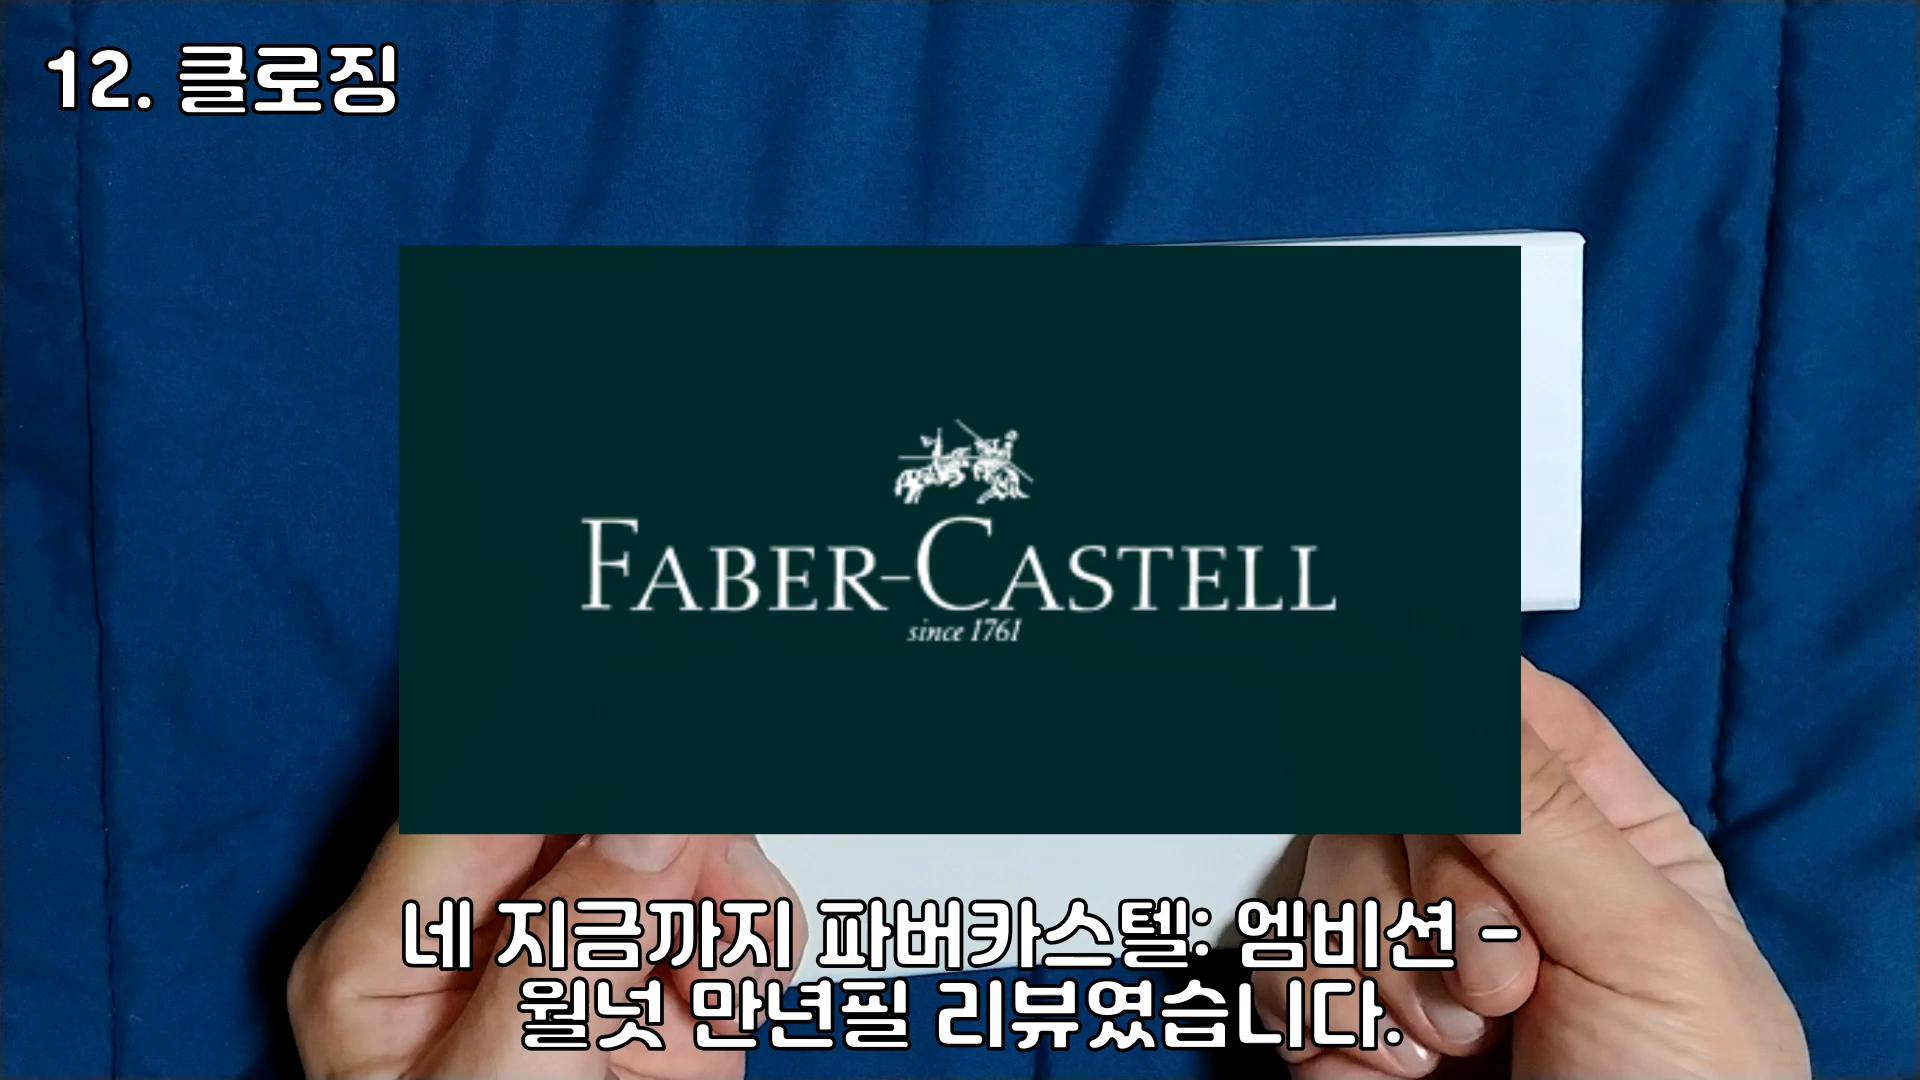 12. 클로징
FABER-CASTELL
since 1761
네 지금까지 파버카스텔: 엠비션 -
월넛 만년필 리뷰였습니다.